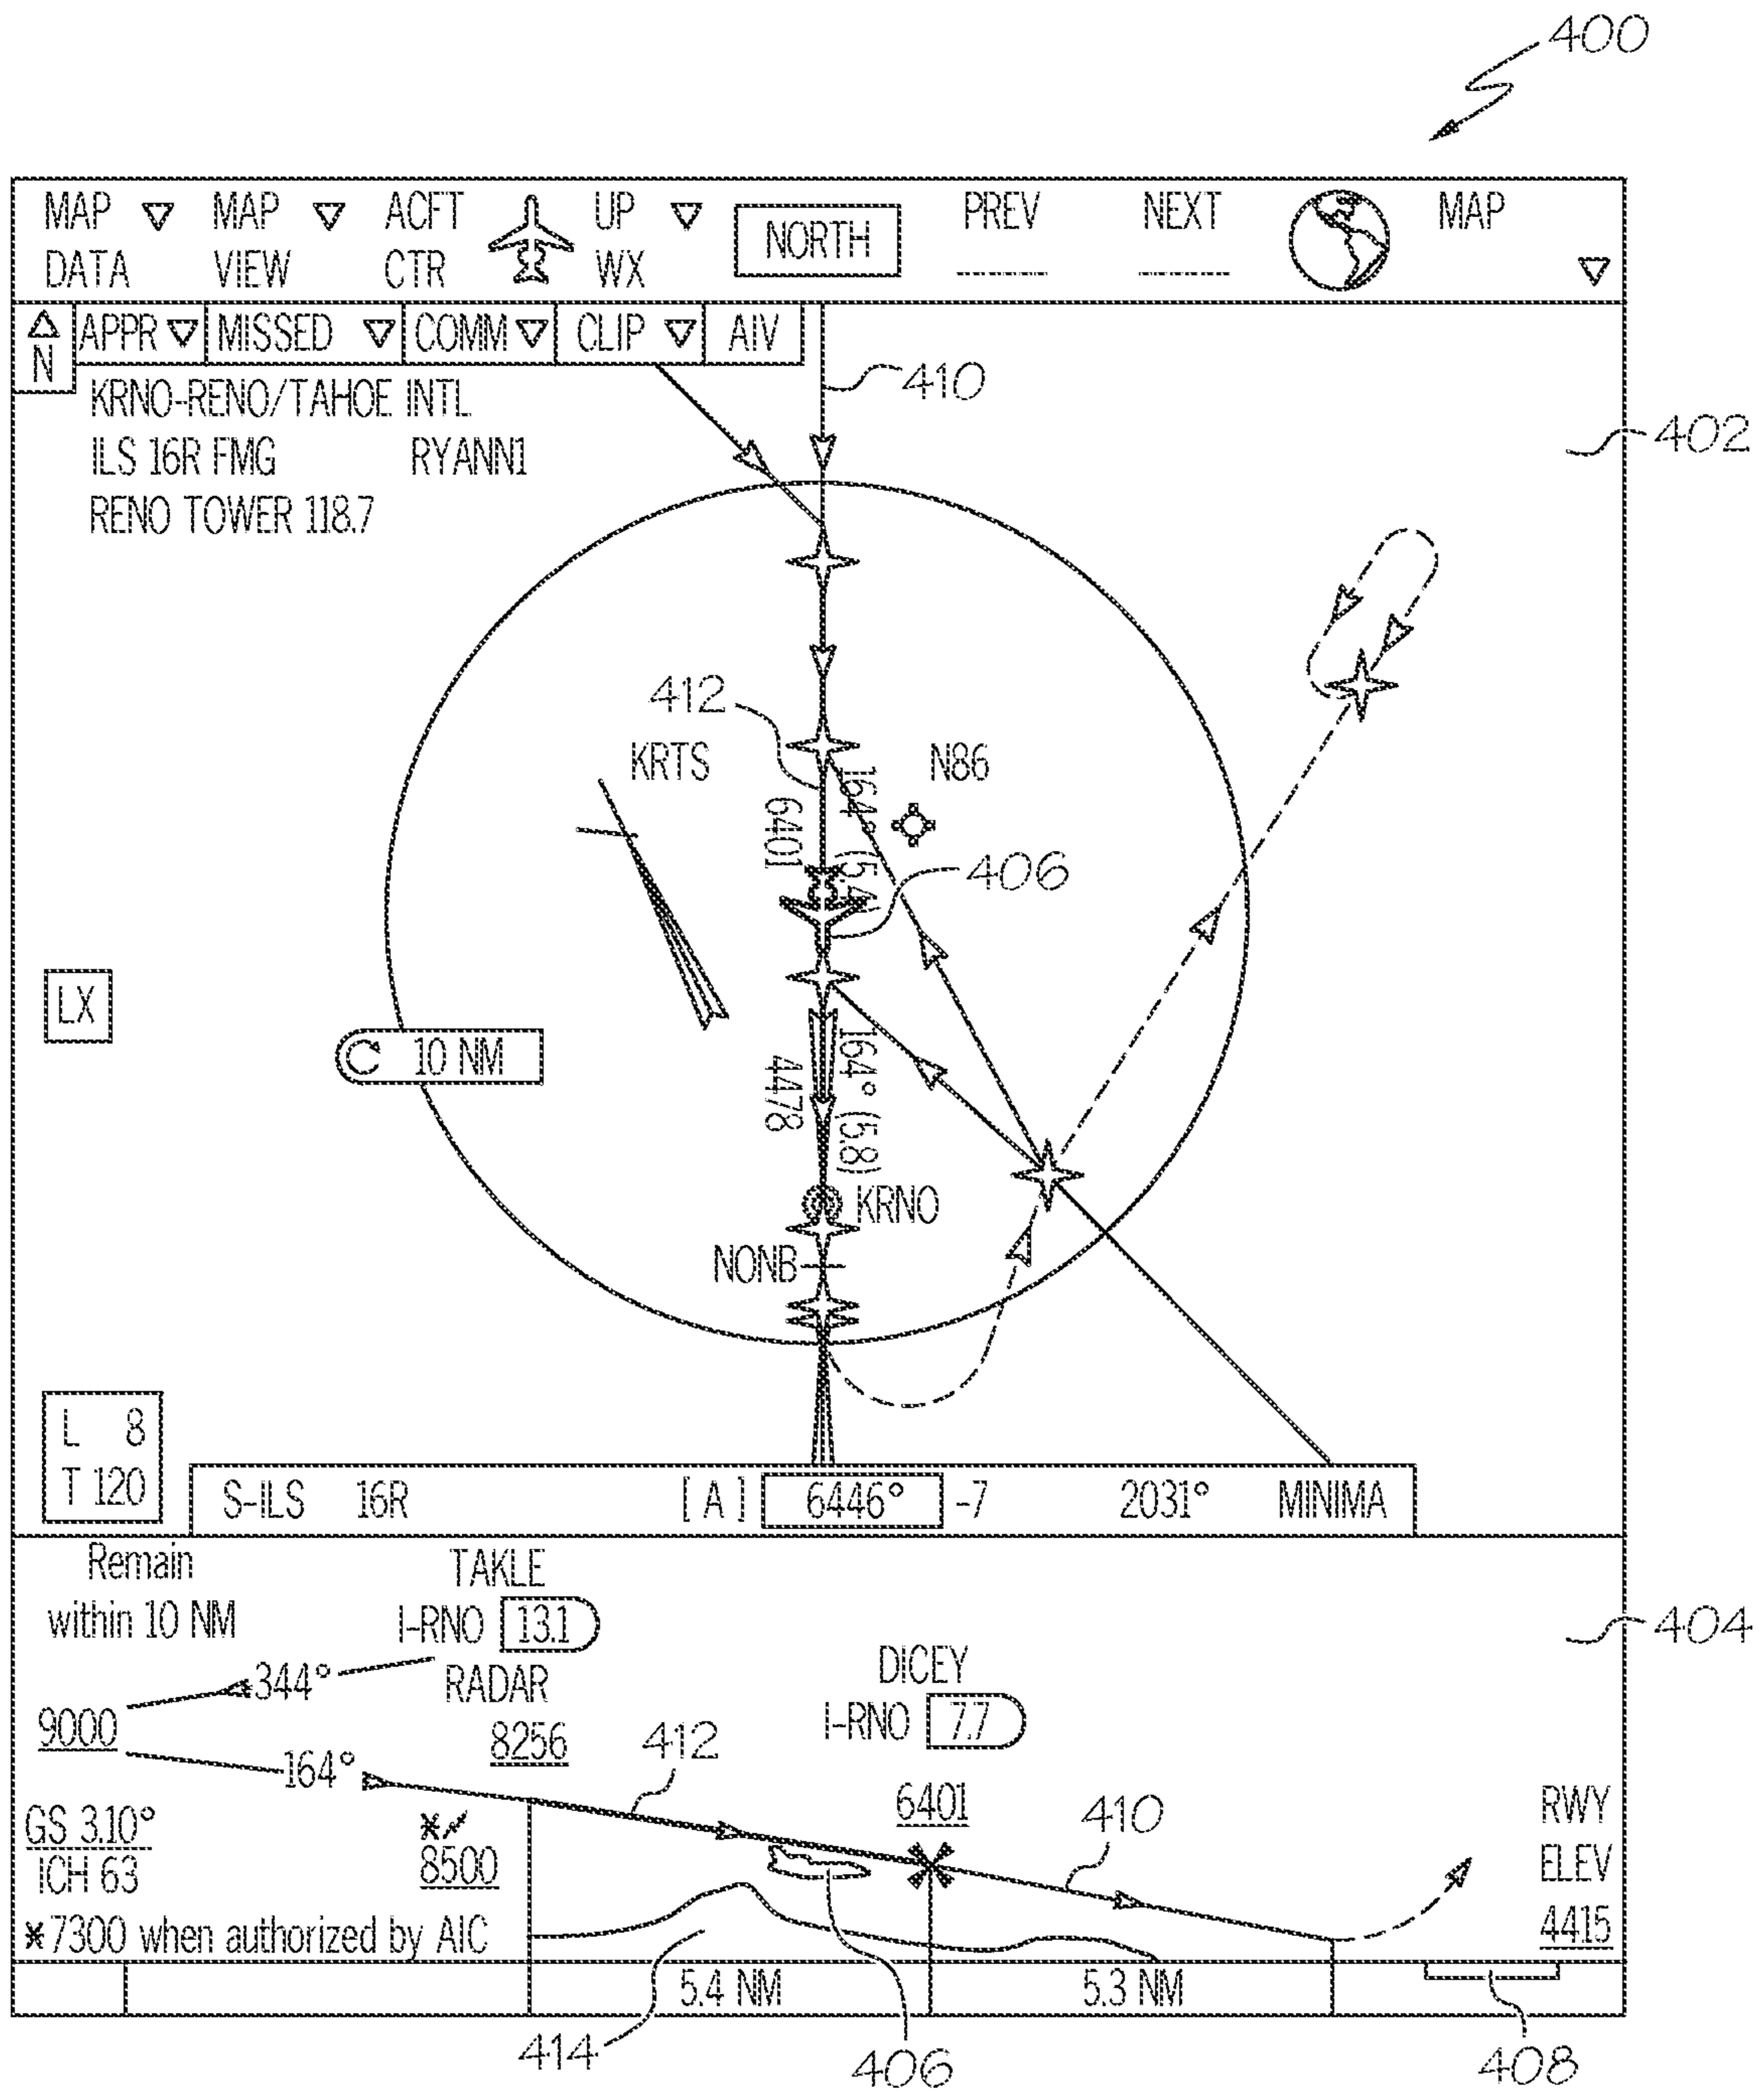 400
MAP MAP ACFT UP NORTH PREV NEXT MAP
DATA VIEW CTR WX
N APPR MISSED COMM CLIP AIV
410
KRNO-RENO/TAHOE INTL
402
ILS 16R FMG RYANN1
RENO TOWER 118.7
412
KRTS
N86
6401
164° (5.4)
406
LX
10 NM
4478
164° (5.8)
KRNO
NONB
L 8
T 120
S-ILS 16R [ A ] 6446° -7 2031° MINIMA
Remain
within 10 NM
TAKLE
I-RNO 13.1
RADAR
404
344°
DICEY
I-RNO 7.7
9000
8256
412
164°
6401
410
RWY
ELEV
4415
GS 3.10°
ICH 63
8500
*7300 when authorized by AIC
5.4 NM 5.3 NM
414
406
408